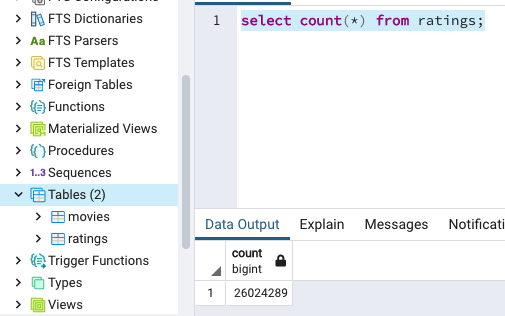 FTS Configurations
FTS Dictionaries
Aa FTS Parsers
FTS Templates
Foreign Tables
Functions
Materialized Views
Procedures
1..3 Sequences
Tables (2)
movies
ratings
Trigger Functions
Types
Views
1 select count(*) from ratings;
Data Output Explain Messages Notificati
count
bigint
1 26024289